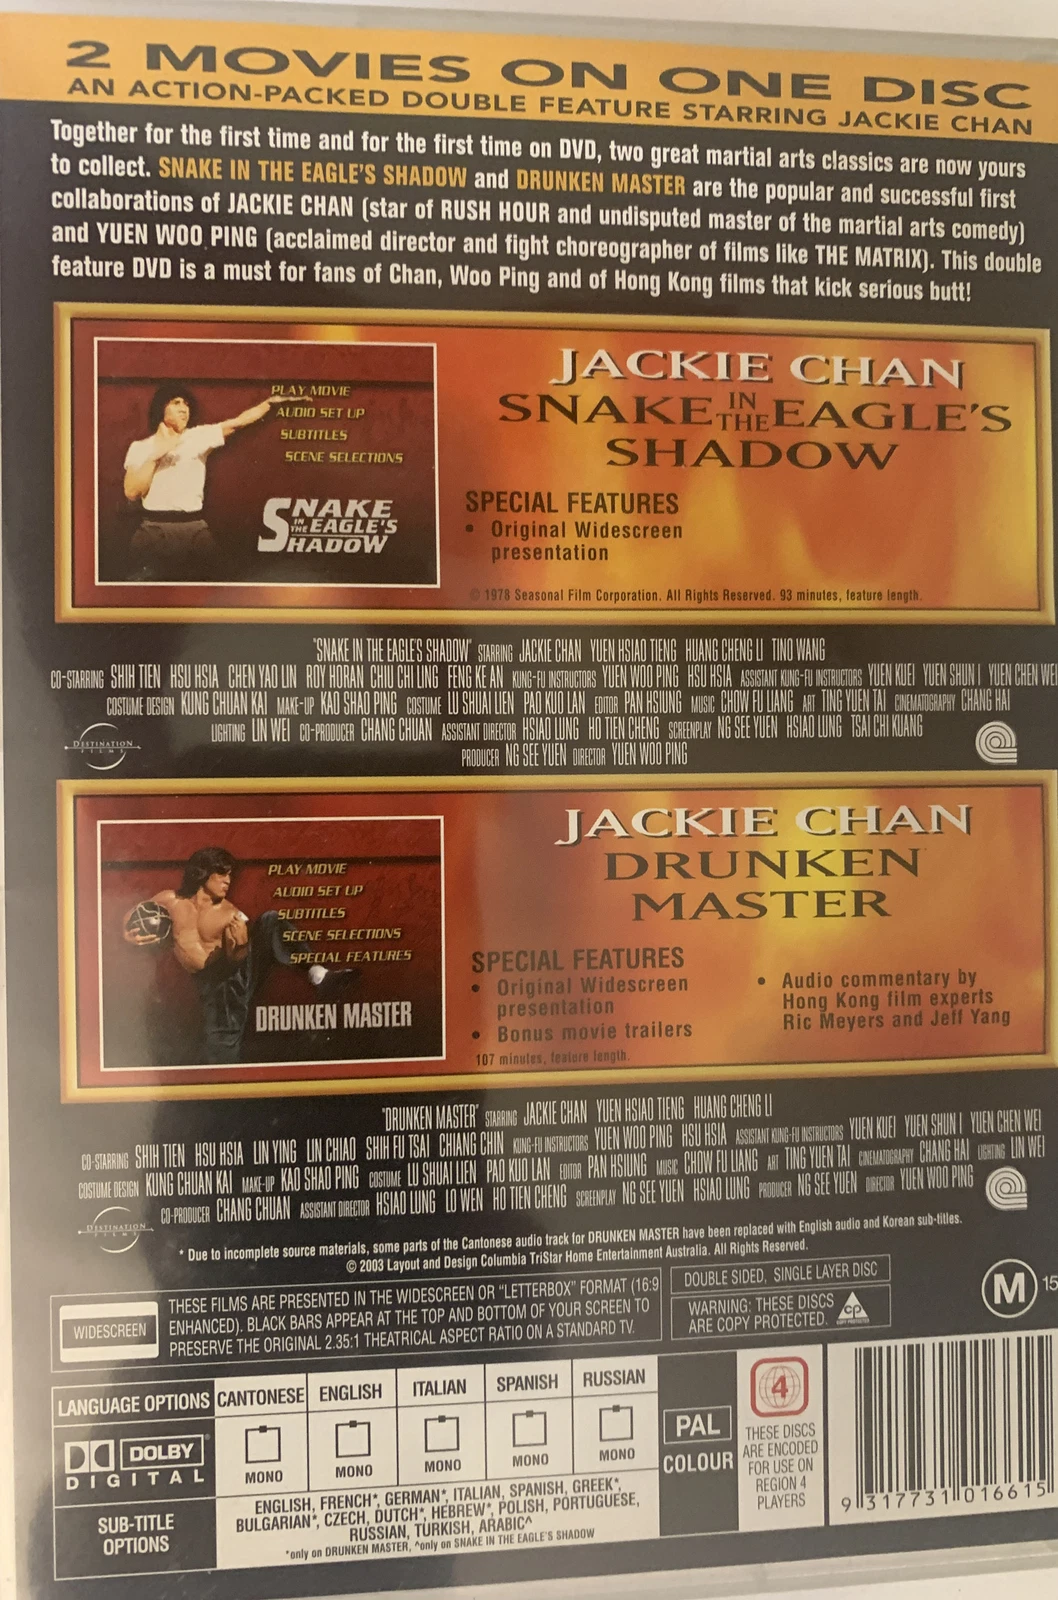 2 MOVIES ON ONE DISC
AN ACTION-PACKED DOUBLE FEATURE STARRING JACKIE CHAN
Together for the first time and for the first time on DVD, two great martial arts classics are now yours
to collect. SNAKE IN THE EAGLE'S SHADOW and DRUNKEN MASTER are the popular and successful first
collaborations of JACKIE CHAN (star of RUSH HOUR and undisputed master of the martial arts comedy)
and YUEN WOO PING (acclaimed director and fight choreographer of films like THE MATRIX). This double
feature DVD is a must for fans of Chan, Woo Ping and of Hong Kong films that kick serious butt!
PLAY MOVIE
AUDIO SET UP
SUBTITLES
SCENE SELECTIONS
SNAKE
IN THE EAGLE'S
SHADOW
JACKIE CHAN
SNAKE IN THE EAGLE'S
SHADOW
SPECIAL FEATURES
• Original Widescreen
presentation
© 1978 Seasonal Film Corporation. All Rights Reserved. 93 minutes, feature length.
"SNAKE IN THE EAGLE'S SHADOW" STARRING JACKIE CHAN YUEN HSIAO TIENG HUANG CHENG LI TINO WANG
CO-STARRING SHIH TIEN HSU HSIA CHEN YAO LIN ROY HORAN CHIU CHI LING FENG KE AN KUNG-FU INSTRUCTORS YUEN WOO PING HSU HSIA ASSISTANT KUNG-FU INSTRUCTORS YUEN KUEI YUEN SHUN I YUEN CHEN WEI
COSTUME DESIGN KUNG CHUAN KAI MAKE-UP KAO SHAO PING COSTUME LU SHUAI LIEN PAO KUO LAN EDITOR PAN HSIUNG MUSIC CHOW FU LIANG ART TING YUEN TAI CINEMATOGRAPHY CHANG HAI
LIGHTING LIN WEI CO-PRODUCER CHANG CHUAN ASSISTANT DIRECTOR HSIAO LUNG HO TIEN CHENG SCREENPLAY NG SEE YUEN HSIAO LUNG TSAI CHI KUANG
PRODUCER NG SEE YUEN DIRECTOR YUEN WOO PING
DESTINATION
FILMS
PLAY MOVIE
AUDIO SET UP
SUBTITLES
SCENE SELECTIONS
SPECIAL FEATURES
DRUNKEN MASTER
JACKIE CHAN
DRUNKEN
MASTER
SPECIAL FEATURES
• Original Widescreen
presentation
• Bonus movie trailers
• Audio commentary by
Hong Kong film experts
Ric Meyers and Jeff Yang
107 minutes, feature length.
"DRUNKEN MASTER" STARRING JACKIE CHAN YUEN HSIAO TIENG HUANG CHENG LI
CO-STARRING SHIH TIEN HSU HSIA LIN YING LIN CHIAO SHIH FU TSAI CHIANG CHIN KUNG-FU INSTRUCTORS YUEN WOO PING HSU HSIA ASSISTANT KUNG-FU INSTRUCTORS YUEN KUEI YUEN SHUN I YUEN CHEN WEI
COSTUME DESIGN KUNG CHUAN KAI MAKE-UP KAO SHAO PING COSTUME LU SHUAI LIEN PAO KUO LAN EDITOR PAN HSIUNG MUSIC CHOW FU LIANG ART TING YUEN TAI CINEMATOGRAPHY CHANG HAI LIGHTING LIN WEI
CO-PRODUCER CHANG CHUAN ASSISTANT DIRECTOR HSIAO LUNG LO WEN HO TIEN CHENG SCREENPLAY NG SEE YUEN HSIAO LUNG PRODUCER NG SEE YUEN DIRECTOR YUEN WOO PING
DESTINATION
FILMS
* Due to incomplete source materials, some parts of the Cantonese audio track for DRUNKEN MASTER have been replaced with English audio and Korean sub-titles.
© 2003 Layout and Design Columbia TriStar Home Entertainment Australia. All Rights Reserved.
WIDESCREEN
THESE FILMS ARE PRESENTED IN THE WIDESCREEN OR "LETTERBOX" FORMAT (16:9
ENHANCED). BLACK BARS APPEAR AT THE TOP AND BOTTOM OF YOUR SCREEN TO
PRESERVE THE ORIGINAL 2.35:1 THEATRICAL ASPECT RATIO ON A STANDARD TV.
DOUBLE SIDED, SINGLE LAYER DISC
WARNING: THESE DISCS
ARE COPY PROTECTED.
cp
COPY PROTECTED
M 15
LANGUAGE OPTIONS CANTONESE ENGLISH ITALIAN SPANISH RUSSIAN
DOLBY
DIGITAL
MONO MONO MONO MONO MONO
SUB-TITLE
OPTIONS
ENGLISH, FRENCH*, GERMAN*, ITALIAN, SPANISH, GREEK*,
BULGARIAN*, CZECH, DUTCH*, HEBREW*, POLISH, PORTUGUESE,
RUSSIAN, TURKISH, ARABIC^
*only on DRUNKEN MASTER, ^only on SNAKE IN THE EAGLE'S SHADOW
PAL
COLOUR
4
THESE DISCS
ARE ENCODED
FOR USE ON
REGION 4
PLAYERS
9 317731 016615